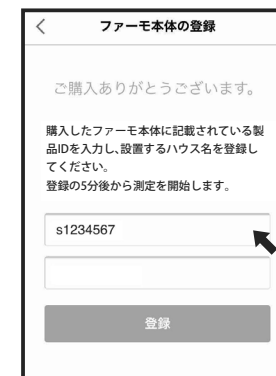 ファーモ本体の登録
ご購入ありがとうございます。
購入したファーモ本体に記載されている製
品IDを入力し、設置するハウス名を登録し
てください。
登録の5分後から測定を開始します。
s1234567
登録